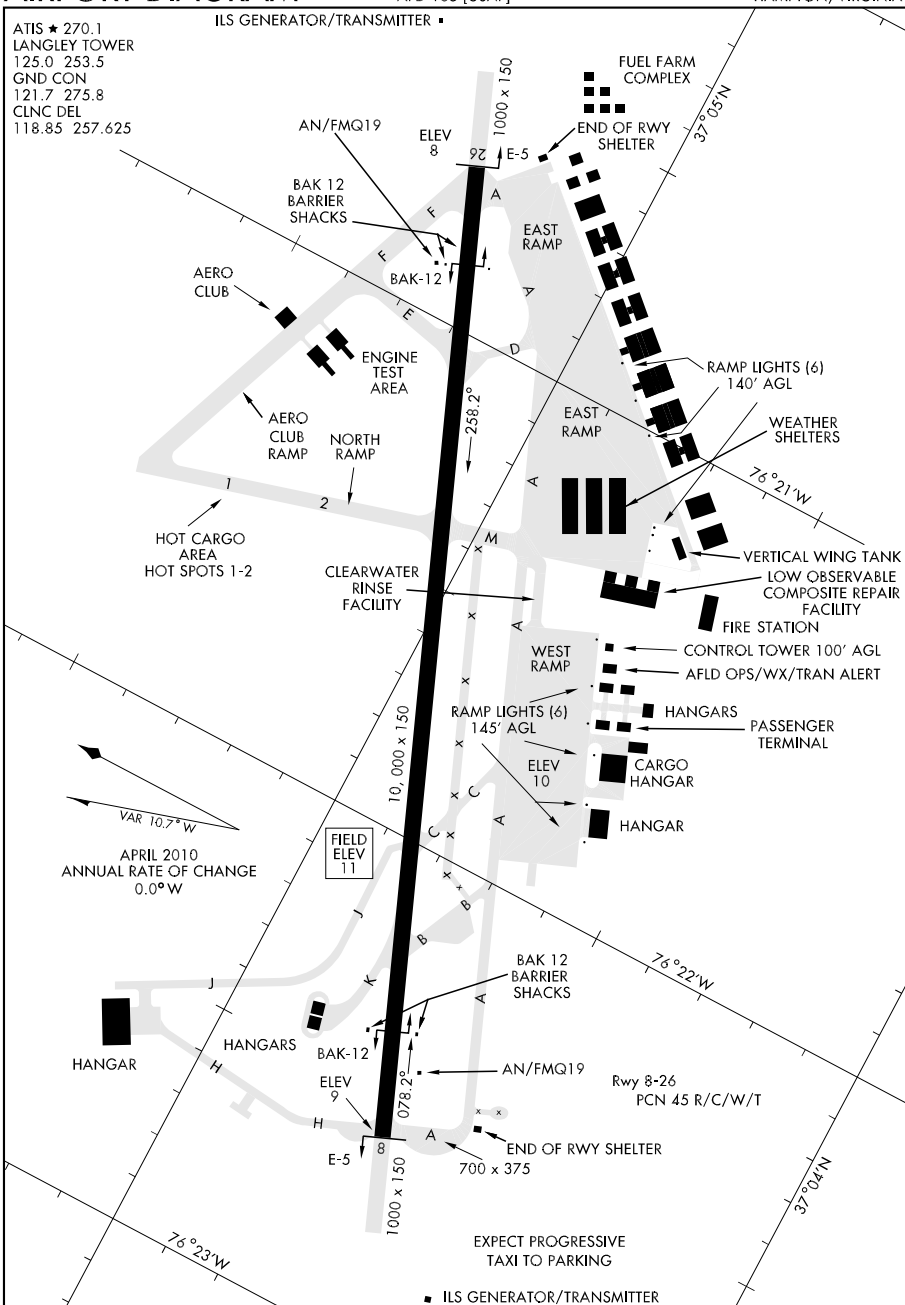 ILS GENERATOR/TRANSMITTER
ATIS ★ 270.1
LANGLEY TOWER
125.0 253.5
GND CON
121.7 275.8
CLNC DEL
118.85 257.625
FUEL FARM
COMPLEX
37°05'N
1000 x 150
AN/FMQ19
ELEV
8
26
E-5
END OF RWY
SHELTER
BAK 12
BARRIER
SHACKS
A
F
F
EAST
RAMP
BAK-12
AERO
CLUB
A
E
D
ENGINE
TEST
AREA
RAMP LIGHTS (6)
140' AGL
258.2°
EAST
RAMP
AERO
CLUB
RAMP
NORTH
RAMP
WEATHER
SHELTERS
A
76°21'W
1
2
HOT CARGO
AREA
HOT SPOTS 1-2
M
VERTICAL WING TANK
CLEARWATER
RINSE
FACILITY
LOW OBSERVABLE
COMPOSITE REPAIR
FACILITY
x
x
A
FIRE STATION
WEST
RAMP
CONTROL TOWER 100' AGL
AFLD OPS/WX/TRAN ALERT
x
x
RAMP LIGHTS (6)
145' AGL
HANGARS
PASSENGER
TERMINAL
10,000 x 150
x
ELEV
10
CARGO
HANGAR
VAR 10.7° W
x
x
C
C
A
HANGAR
APRIL 2010
ANNUAL RATE OF CHANGE
0.0° W
FIELD
ELEV
11
x
x
x
x
J
B
B
76°22'W
BAK 12
BARRIER
SHACKS
J
K
A
HANGAR
HANGARS
BAK-12
078.2°
H
AN/FMQ19
ELEV
9
Rwy 8-26
PCN 45 R/C/W/T
H
x
x
A
END OF RWY SHELTER
E-5
8
700 x 375
1000 x 150
37°04'N
76°23'W
EXPECT PROGRESSIVE
TAXI TO PARKING
ILS GENERATOR/TRANSMITTER